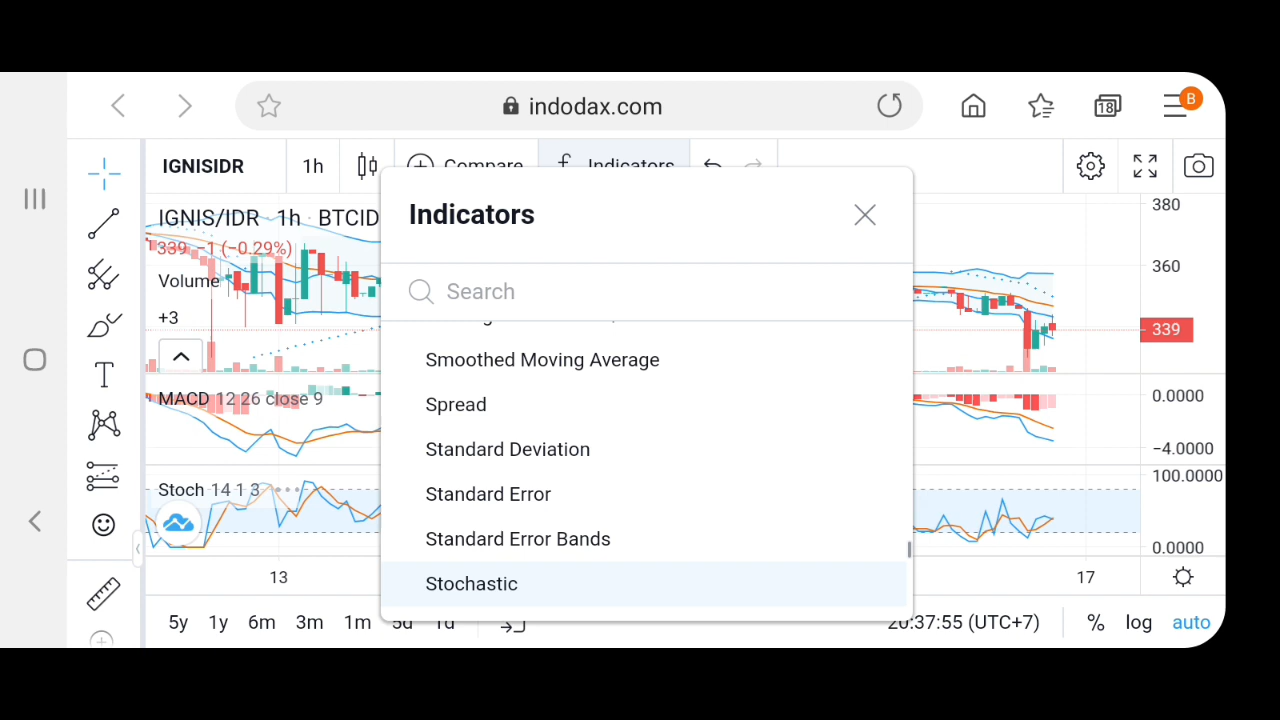 indodax.com
18
B
IGNISIDR
1h
Compare
Indicators
IGNIS/IDR 1h · BTCID
339 −1 (−0.29%)
Volume
+3
MACD 12 26 close 9
Stoch 14 1 3
Indicators
Search
Smoothed Moving Average
Spread
Standard Deviation
Standard Error
Standard Error Bands
Stochastic
380
360
339
0.0000
−4.0000
100.0000
0.0000
13
17
5y 1y 6m 3m 1m 5d 1d
20:37:55 (UTC+7)
% log auto